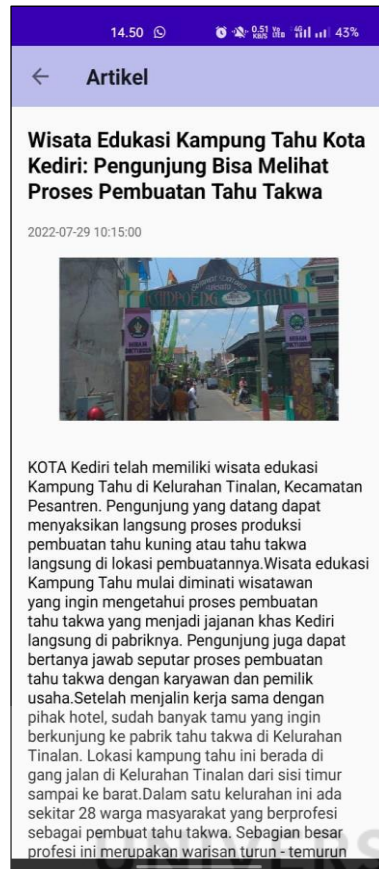 14.50
0.51 KB/S
43%
Artikel
Wisata Edukasi Kampung Tahu Kota
Kediri: Pengunjung Bisa Melihat
Proses Pembuatan Tahu Takwa
2022-07-29 10:15:00
KAMPOENG TAHU
KOTA Kediri telah memiliki wisata edukasi
Kampung Tahu di Kelurahan Tinalan, Kecamatan
Pesantren. Pengunjung yang datang dapat
menyaksikan langsung proses produksi
pembuatan tahu kuning atau tahu takwa
langsung di lokasi pembuatannya.Wisata edukasi
Kampung Tahu mulai diminati wisatawan
yang ingin mengetahui proses pembuatan
tahu takwa yang menjadi jajanan khas Kediri
langsung di pabriknya. Pengunjung juga dapat
bertanya jawab seputar proses pembuatan
tahu takwa dengan karyawan dan pemilik
usaha.Setelah menjalin kerja sama dengan
pihak hotel, sudah banyak tamu yang ingin
berkunjung ke pabrik tahu takwa di Kelurahan
Tinalan. Lokasi kampung tahu ini berada di
gang jalan di Kelurahan Tinalan dari sisi timur
sampai ke barat.Dalam satu kelurahan ini ada
sekitar 28 warga masyarakat yang berprofesi
sebagai pembuat tahu takwa. Sebagian besar
profesi ini merupakan warisan turun - temurun